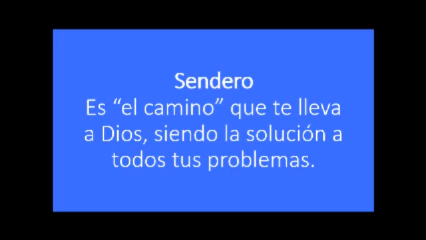 Sendero
Es “el camino” que te lleva
a Dios, siendo la solución a
todos tus problemas.